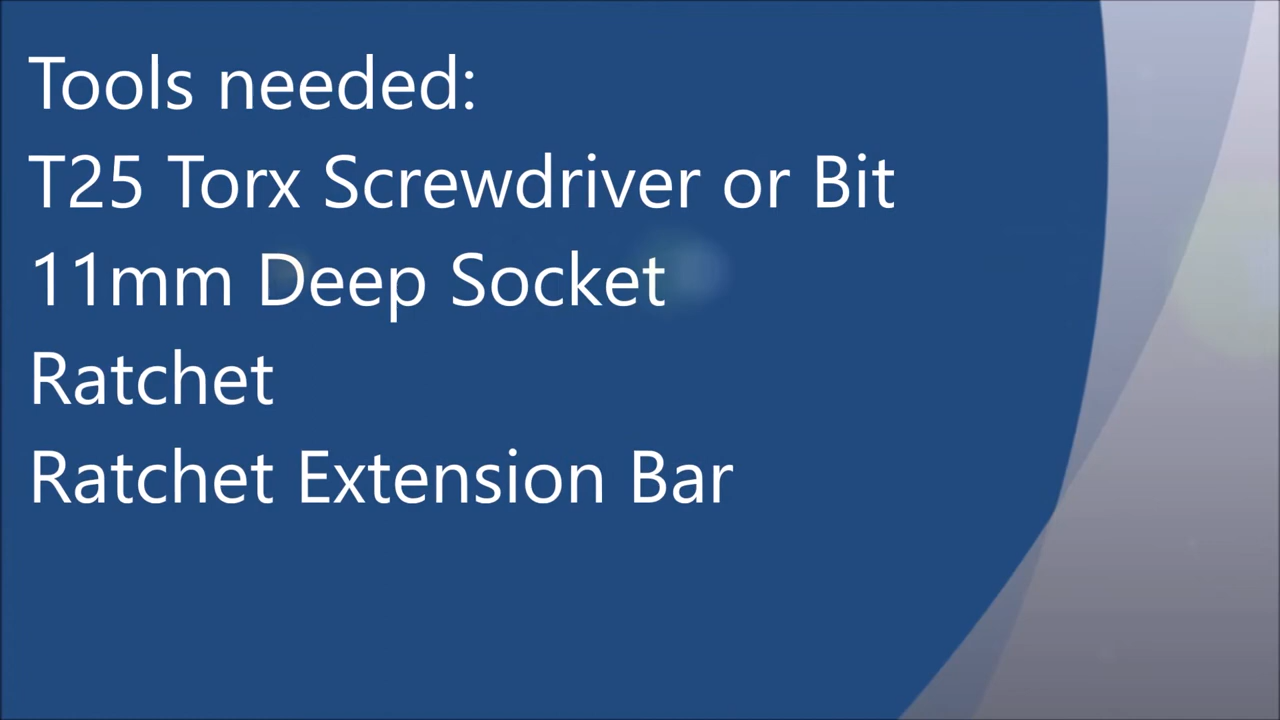 Tools needed:
T25 Torx Screwdriver or Bit
11mm Deep Socket
Ratchet
Ratchet Extension Bar